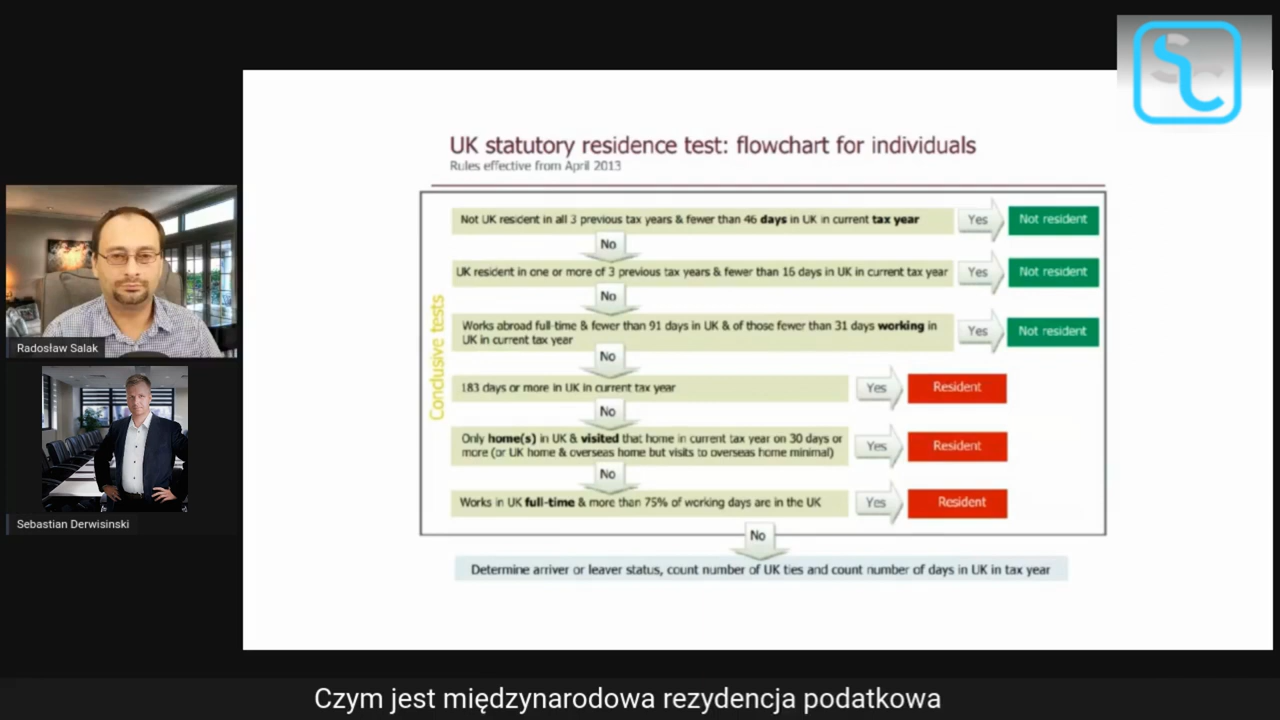 UK statutory residence test: flowchart for individuals
Rules effective from April 2013
Conclusive tests
Not UK resident in all 3 previous tax years & fewer than 46 days in UK in current tax year
Yes
Not resident
No
UK resident in one or more of 3 previous tax years & fewer than 16 days in UK in current tax year
Yes
Not resident
No
Works abroad full-time & fewer than 91 days in UK & of those fewer than 31 days working in
UK in current tax year
Yes
Not resident
No
183 days or more in UK in current tax year
Yes
Resident
No
Only home(s) in UK & visited that home in current tax year on 30 days or
more (or UK home & overseas home but visits to overseas home minimal)
Yes
Resident
No
Works in UK full-time & more than 75% of working days are in the UK
Yes
Resident
No
Determine arriver or leaver status, count number of UK ties and count number of days in UK in tax year
Radosław Salak
Sebastian Derwisinski
Czym jest międzynarodowa rezydencja podatkowa